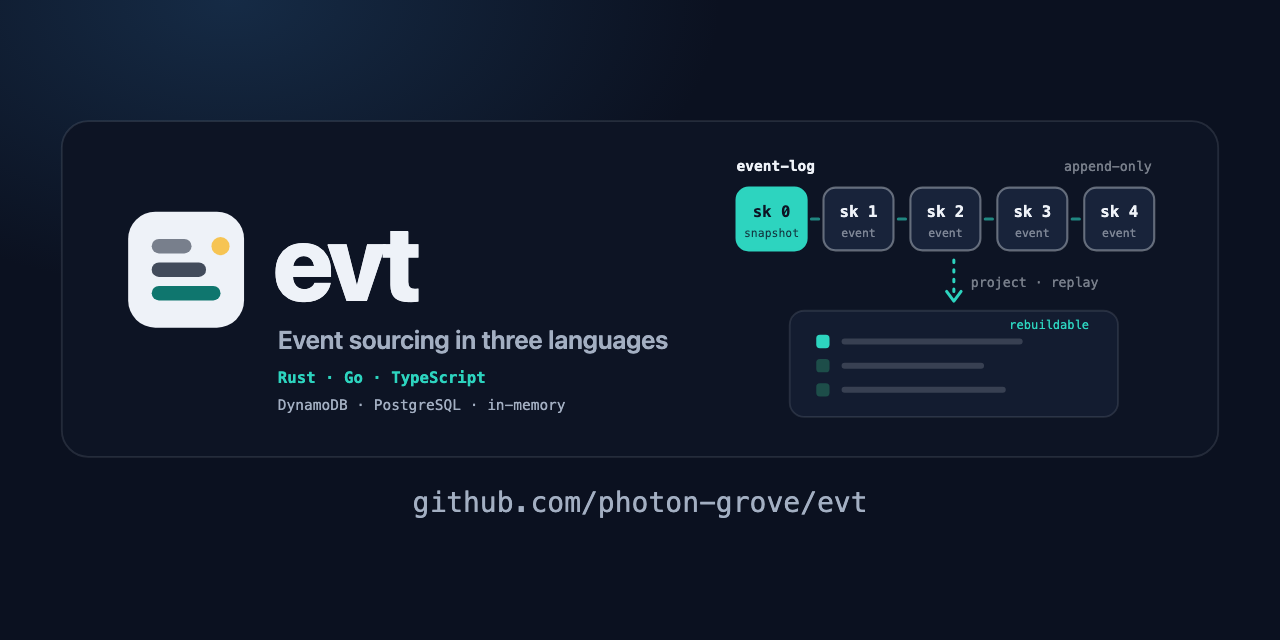 evt
Event sourcing in three languages
Rust · Go · TypeScript
DynamoDB · PostgreSQL · in-memory
event-log
append-only
sk 0
snapshot
sk 1
event
sk 2
event
sk 3
event
sk 4
event
project · replay
rebuildable
github.com/photon-grove/evt